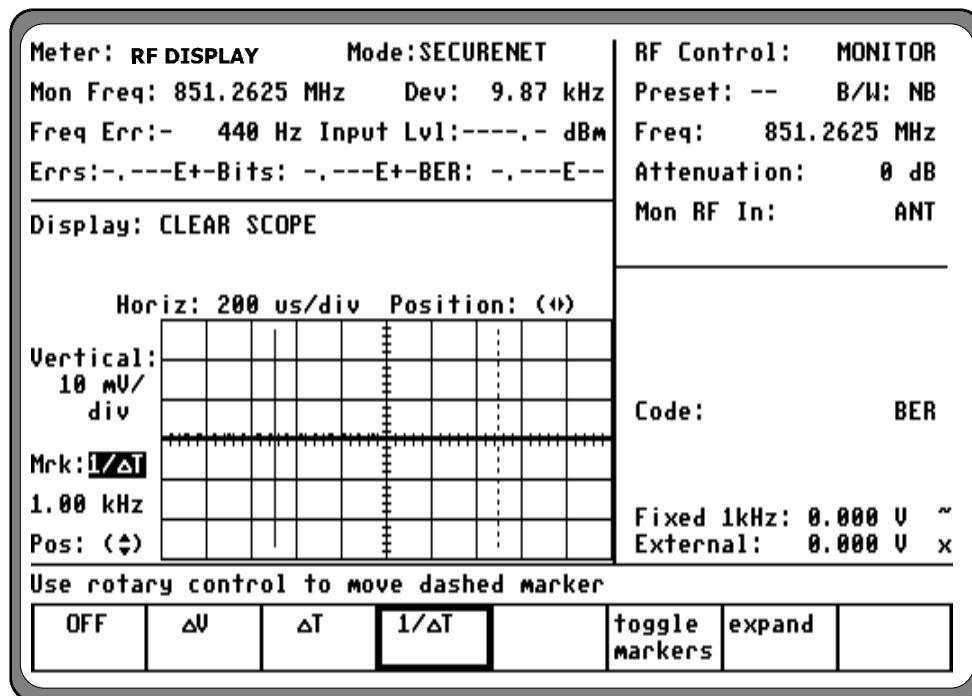 Meter: RF DISPLAY Mode:SECURENET
Mon Freq: 851.2625 MHz Dev: 9.87 kHz
Freq Err:- 440 Hz Input Lvl:----.- dBm
Errs:-.---E+-Bits: -.---E+-BER: -.---E--
RF Control: MONITOR
Preset: -- B/W: NB
Freq: 851.2625 MHz
Attenuation: 0 dB
Mon RF In: ANT
Display: CLEAR SCOPE
Horiz: 200 us/div Position: (◂▸)
Vertical:
10 mV/
div
Mrk:1/△T
1.00 kHz
Pos: (▴▾)
Code: BER
Fixed 1kHz: 0.000 V ~
External: 0.000 V x
Use rotary control to move dashed marker
OFF △V △T 1/△T toggle markers expand